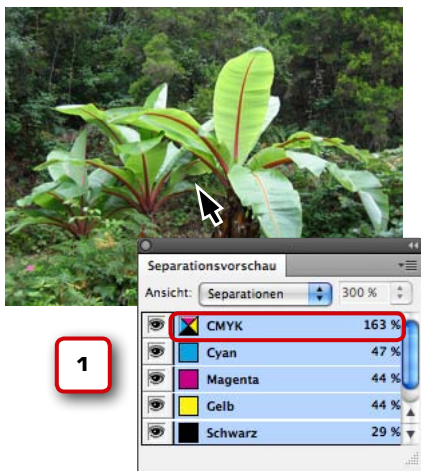 Separationsvorschau
Ansicht: Separationen 300 %
CMYK 163 %
Cyan 47 %
Magenta 44 %
Gelb 44 %
Schwarz 29 %
1